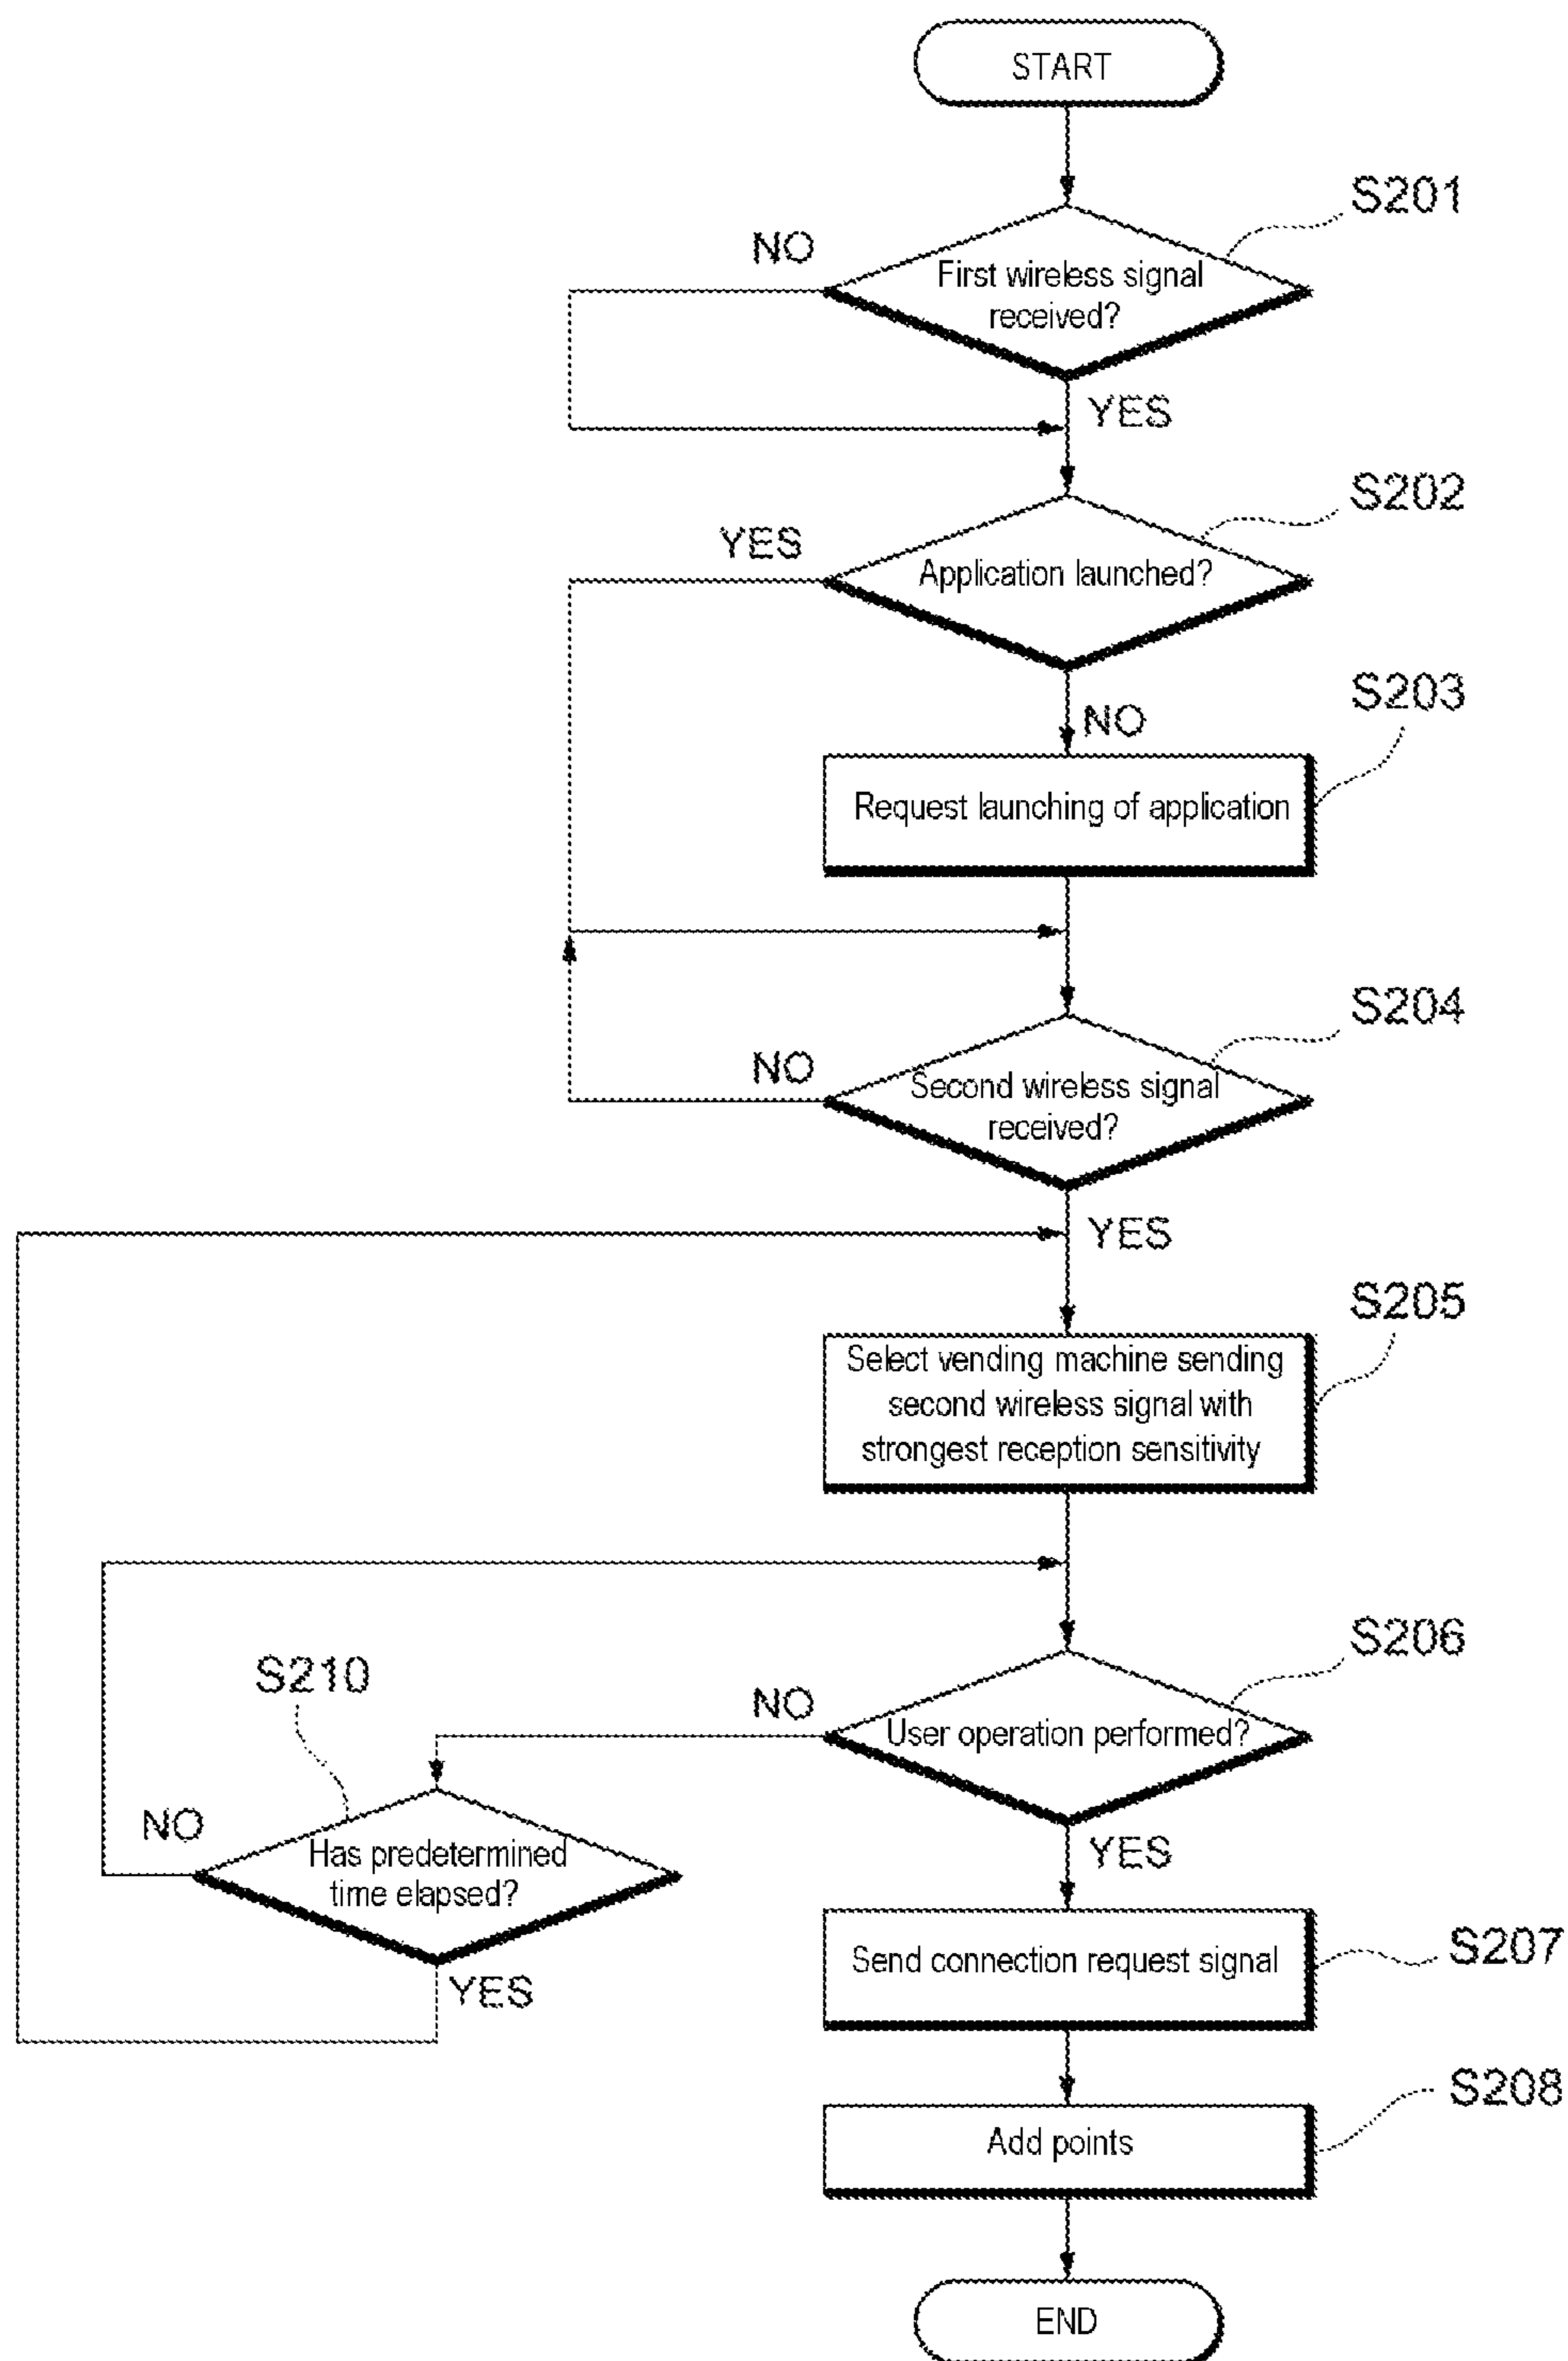 START
S201
NO
First wireless signal
received?
YES
S202
YES
Application launched?
S203
NO
Request launching of application
S204
NO
Second wireless signal
received?
YES
S205
Select vending machine sending
second wireless signal with
strongest reception sensitivity
S206
S210
NO
User operation performed?
NO
Has predetermined
time elapsed?
YES
YES
Send connection request signal
S207
S208
Add points
END